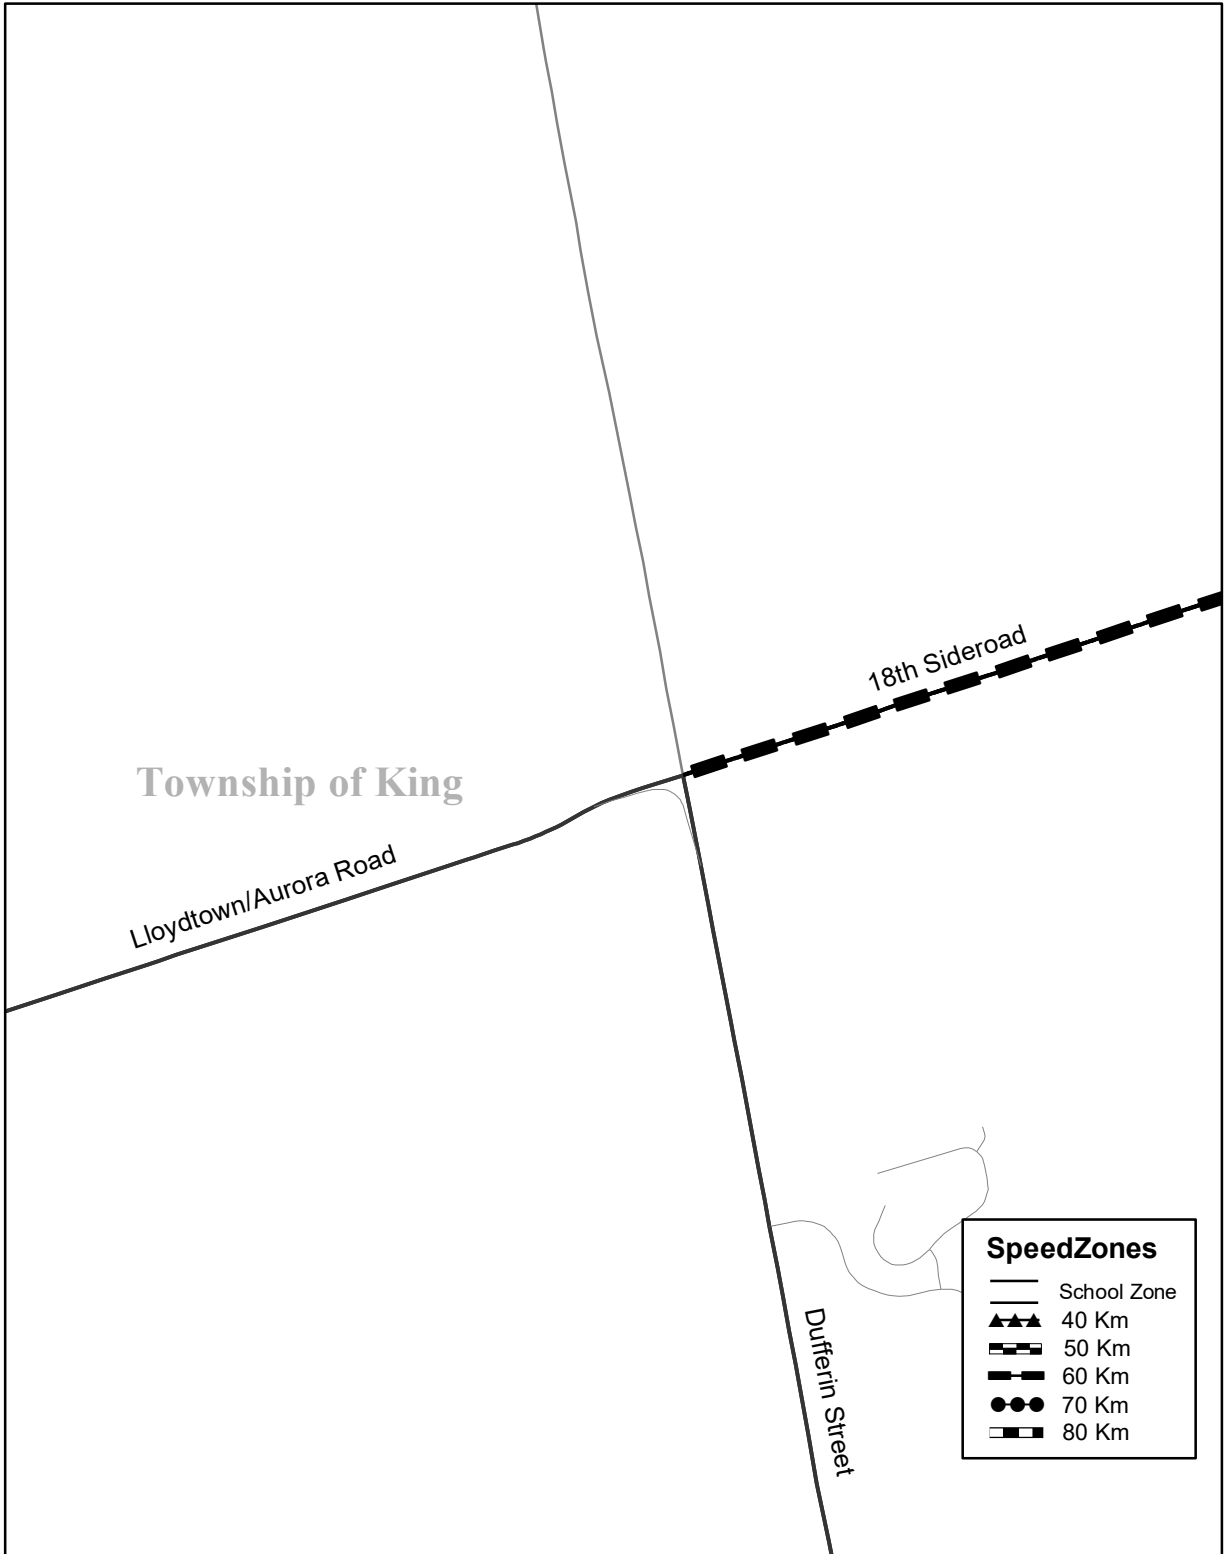 18th Sideroad
Township of King
Lloydtown/Aurora Road
Dufferin Street
SpeedZones
School Zone
40 Km
50 Km
60 Km
70 Km
80 Km